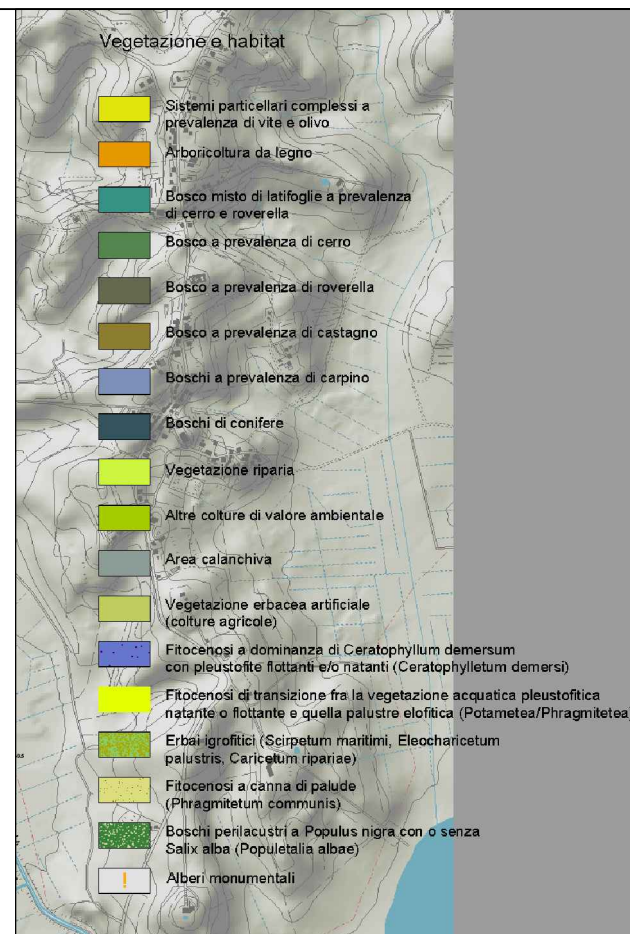 Vegetazione e habitat
Sistemi particellari complessi a
prevalenza di vite e olivo
Arboricoltura da legno
Bosco misto di latifoglie a prevalenza
di cerro e roverella
Bosco a prevalenza di cerro
Bosco a prevalenza di roverella
Bosco a prevalenza di castagno
Boschi a prevalenza di carpino
Boschi di conifere
Vegetazione riparia
Altre colture di valore ambientale
Area calanchiva
Vegetazione erbacea artificiale
(colture agricole)
Fitocenosi a dominanza di Ceratophyllum demersum
con pleustofite flottanti e/o natanti (Ceratophylletum demersi)
Fitocenosi di transizione fra la vegetazione acquatica pleustofitica
natante o flottante e quella palustre elofitica (Potametea/Phragmitetea)
Erbai igrofitici (Scirpetum maritimi, Eleocharicetum
palustris, Caricetum ripariae)
Fitocenosi a canna di palude
(Phragmitetum communis)
Boschi perilacustri a Populus nigra con o senza
Salix alba (Populetalia albae)
!
Alberi monumentali